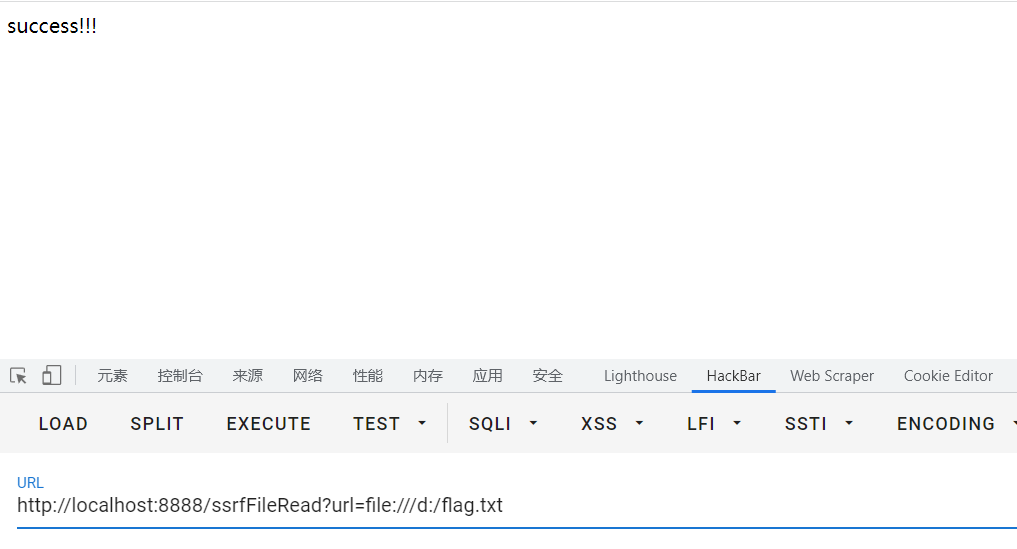 success!!!
元素 控制台 来源 网络 性能 内存 应用 安全 Lighthouse HackBar Web Scraper Cookie Editor
LOAD SPLIT EXECUTE TEST SQLI XSS LFI SSTI ENCODING
URL
http://localhost:8888/ssrfFileRead?url=file:///d:/flag.txt